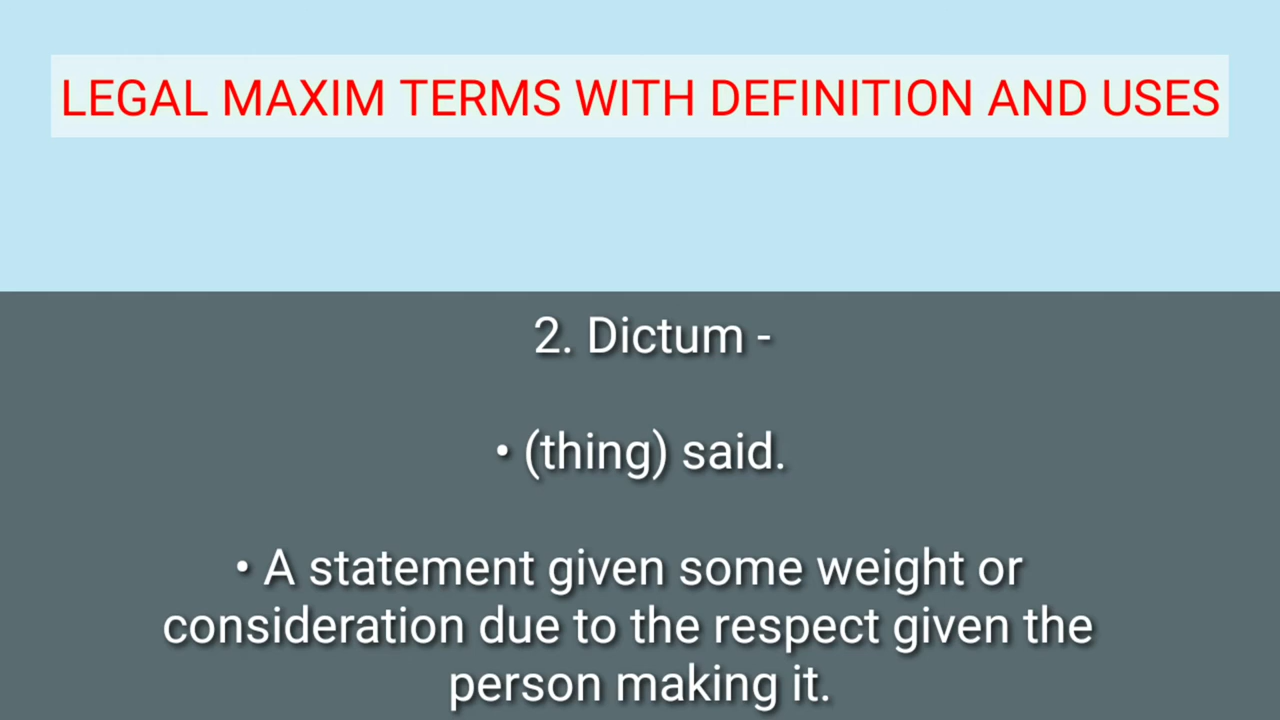 LEGAL MAXIM TERMS WITH DEFINITION AND USES
2. Dictum -
• (thing) said.
• A statement given some weight or
consideration due to the respect given the
person making it.